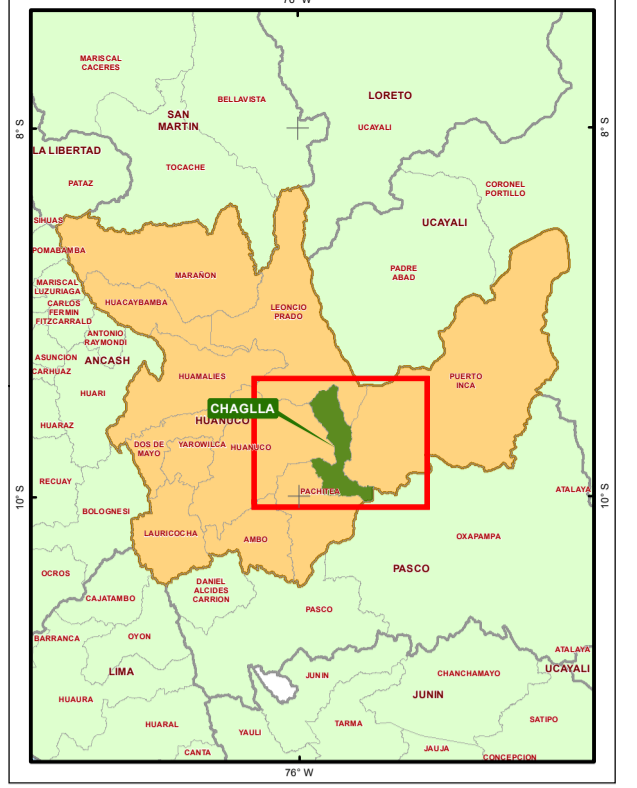 76° W
MARISCAL
CACERES
BELLAVISTA
LORETO
SAN
MARTIN
UCAYALI
8° S
8° S
LA LIBERTAD
TOCACHE
PATAZ
CORONEL
PORTILLO
SIHUAS
UCAYALI
POMABAMBA
PADRE
ABAD
MARAÑON
MARISCAL
LUZURIAGA
HUACAYBAMBA
CARLOS
FERMIN
FITZCARRALD
LEONCIO
PRADO
ANTONIO
RAYMONDI
ASUNCION
ANCASH
CARHUAZ
HUAMALIES
PUERTO
INCA
HUARI
CHAGLLA
HUANUCO
HUARAZ
DOS DE
MAYO
YAROWILCA
HUANUCO
RECUAY
PACHITEA
ATALAYA
10° S
10° S
BOLOGNESI
LAURICOCHA
AMBO
OXAPAMPA
PASCO
OCROS
DANIEL
ALCIDES
CARRION
CAJATAMBO
PASCO
BARRANCA
OYON
ATALAYA
UCAYALI
LIMA
JUNIN
CHANCHAMAYO
JUNIN
HUAURA
SATIPO
HUARAL
TARMA
YAULI
JAUJA
CANTA
CONCEPCION
76° W